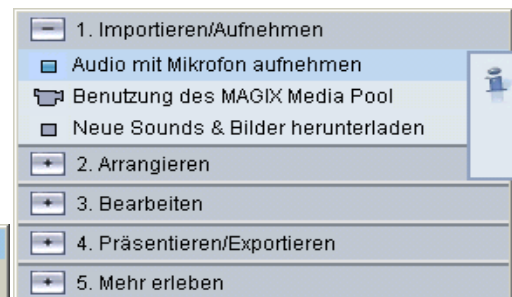 1. Importieren/Aufnehmen
Audio mit Mikrofon aufnehmen
Benutzung des MAGIX Media Pool
Neue Sounds & Bilder herunterladen
2. Arrangieren
3. Bearbeiten
4. Präsentieren/Exportieren
5. Mehr erleben